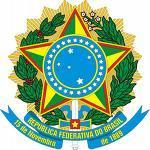 REPÚBLICA FEDERATIVA DO BRASIL
15 de Novembro
de 1889